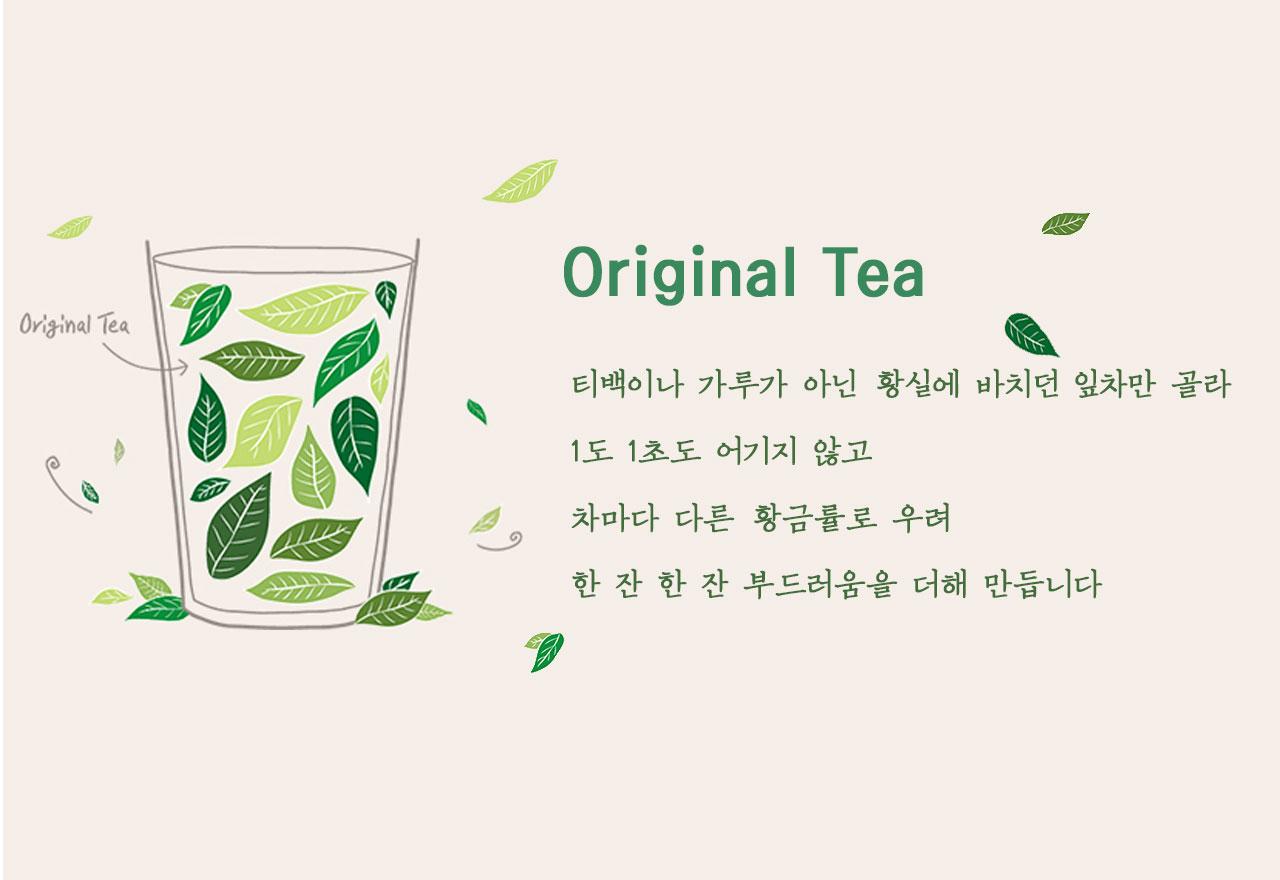 Original Tea
Original Tea
티백이나 가루가 아닌 황실에 바치던 잎차만 골라
1도 1초도 어기지 않고
차마다 다른 황금률로 우려
한 잔 한 잔 부드러움을 더해 만듭니다